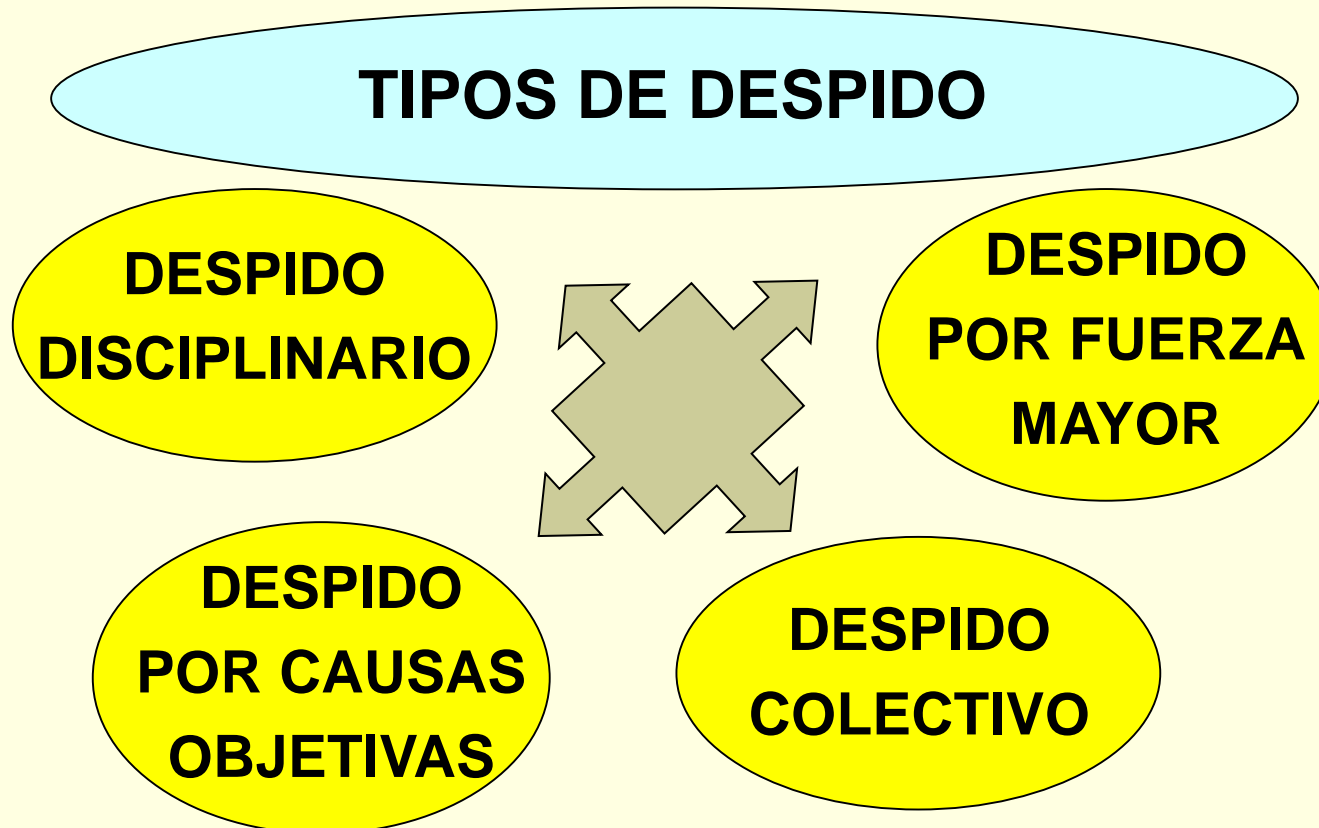 TIPOS DE DESPIDO
DESPIDO
DISCIPLINARIO
DESPIDO
POR FUERZA
MAYOR
DESPIDO
POR CAUSAS
OBJETIVAS
DESPIDO
COLECTIVO